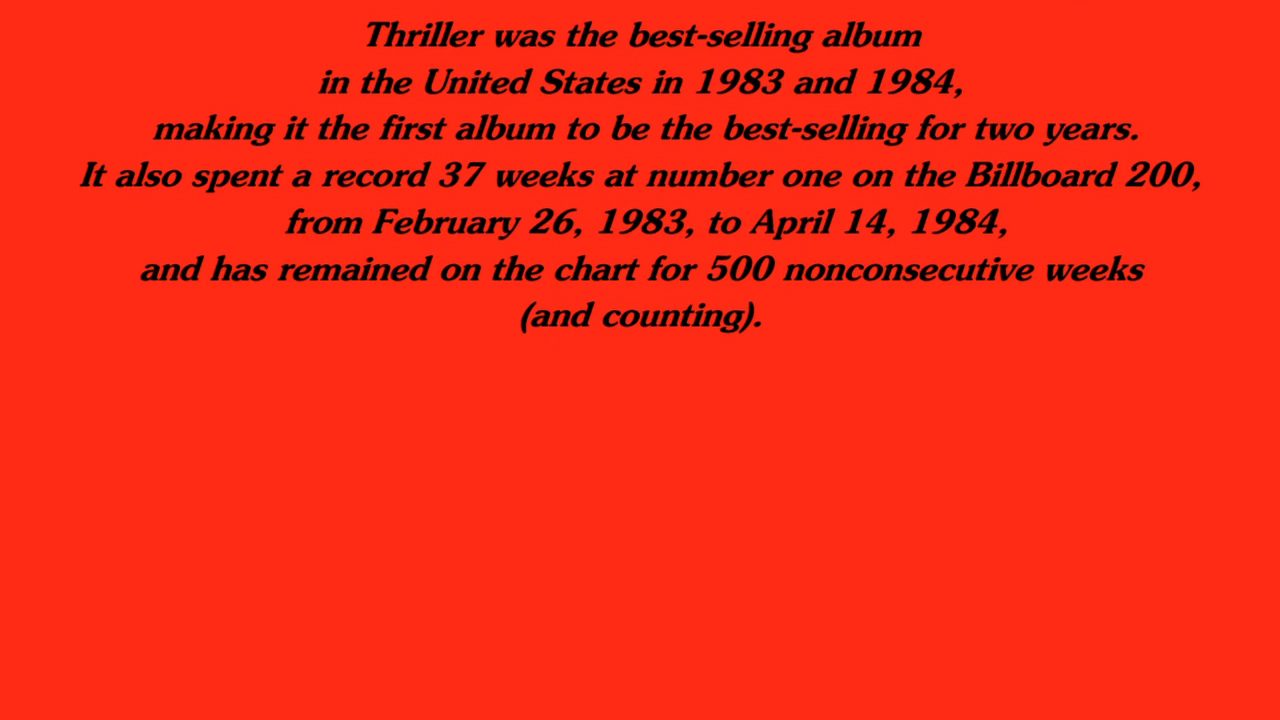 Thriller was the best-selling album
in the United States in 1983 and 1984,
making it the first album to be the best-selling for two years.
It also spent a record 37 weeks at number one on the Billboard 200,
from February 26, 1983, to April 14, 1984,
and has remained on the chart for 500 nonconsecutive weeks
(and counting).